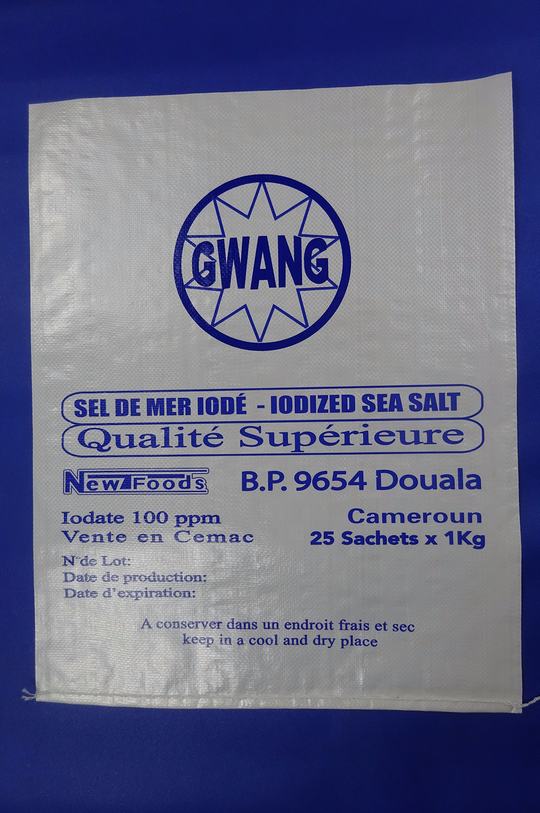 GWANG
SEL DE MER IODÉ - IODIZED SEA SALT
Qualité Supérieure
New Foods B.P. 9654 Douala
Iodate 100 ppm Cameroun
Vente en Cemac 25 Sachets x 1Kg
N°de Lot:
Date de production:
Date d'expiration:
A conserver dans un endroit frais et sec
keep in a cool and dry place